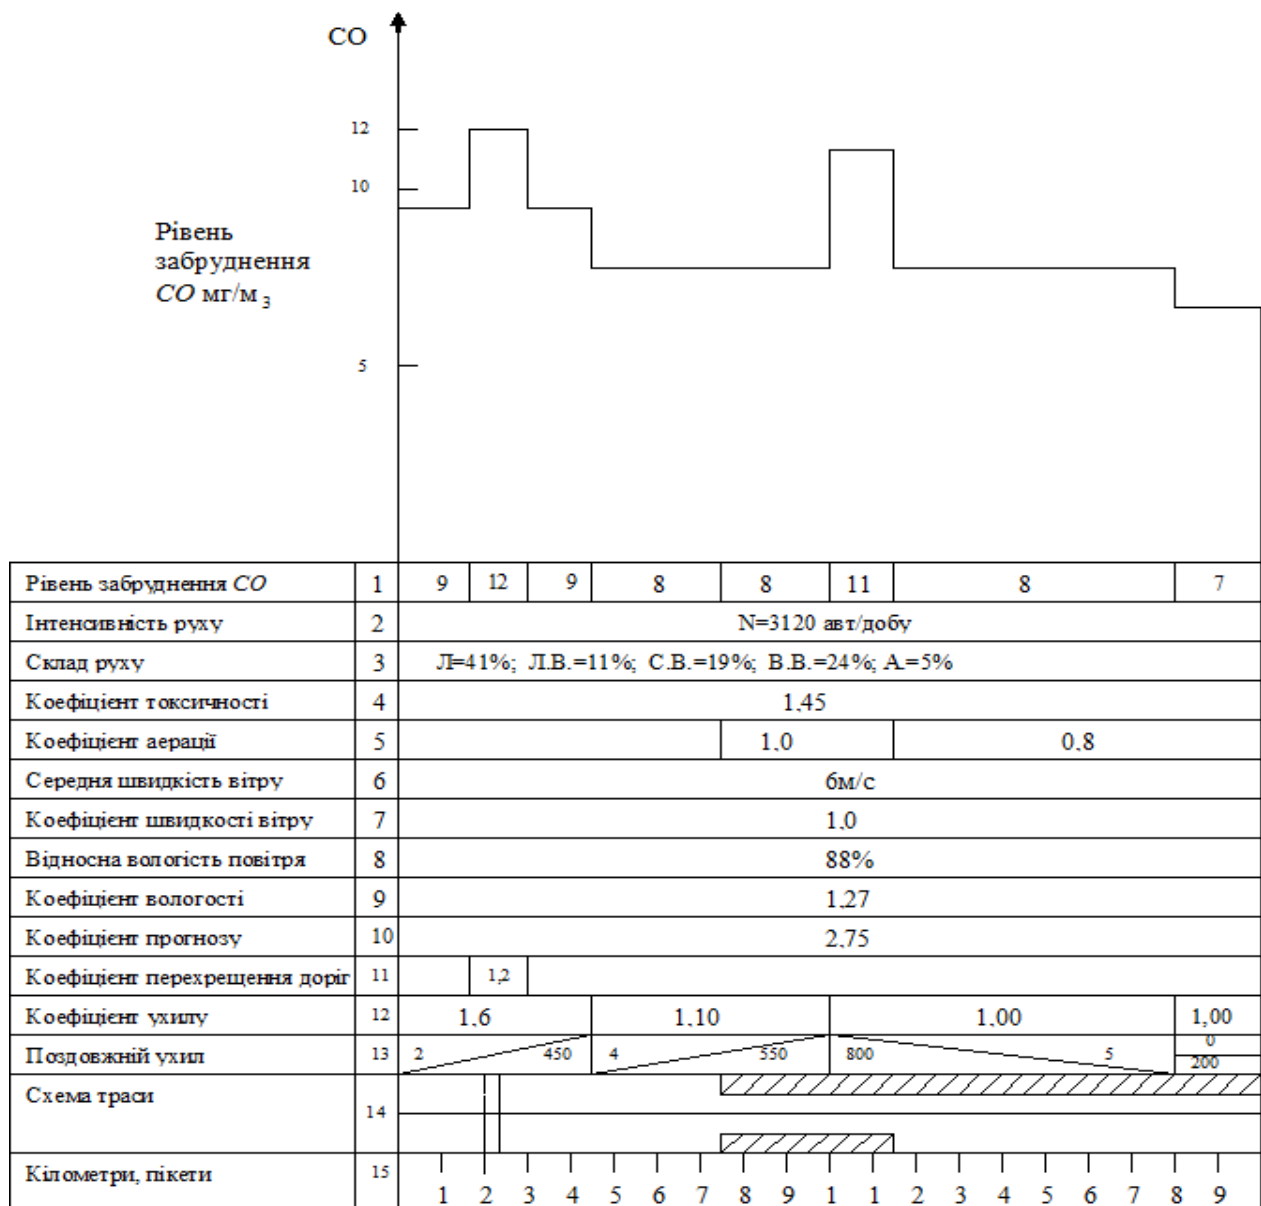 CO
12
10
Рівень
забруднення
CO мг/м 3
5
Рівень забруднення CO 1 9 12 9 8 8 11 8 7
Інтенсивність руху 2 N=3120 авт/добу
Склад руху 3 Л=41%; Л.В.=11%; С.В.=19%; В.В.=24%; А.=5%
Коефіцієнт токсичності 4 1,45
Коефіцієнт аерації 5 1,0 0,8
Середня швидкість вітру 6 6м/с
Коефіцієнт швидкості вітру 7 1,0
Відносна вологість повітря 8 88%
Коефіцієнт вологості 9 1,27
Коефіцієнт прогнозу 10 2,75
Коефіцієнт перехрещення доріг 11 1,2
Коефіцієнт ухилу 12 1,6 1,10 1,00 1,00
Поздовжній ухил 13 2 450 4 550 800 5 0 200
Схема траси 14
Кілометри, пікети 15 1 2 3 4 5 6 7 8 9 1 1 2 3 4 5 6 7 8 9